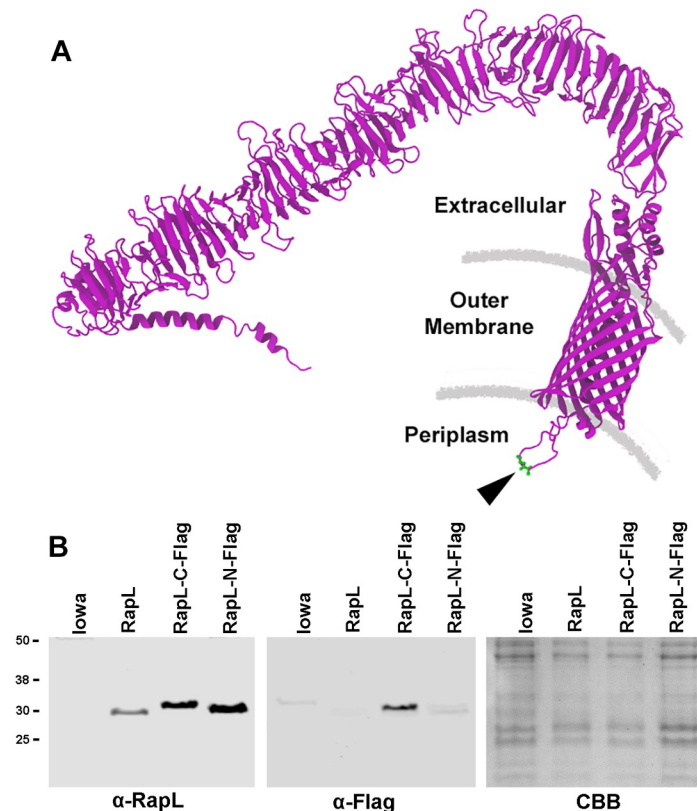 A
Extracellular
Outer
Membrane
Periplasm
B
Iowa
RapL
RapL-C-Flag
RapL-N-Flag
Iowa
RapL
RapL-C-Flag
RapL-N-Flag
Iowa
RapL
RapL-C-Flag
RapL-N-Flag
50
38
30
25
α-RapL
α-Flag
CBB